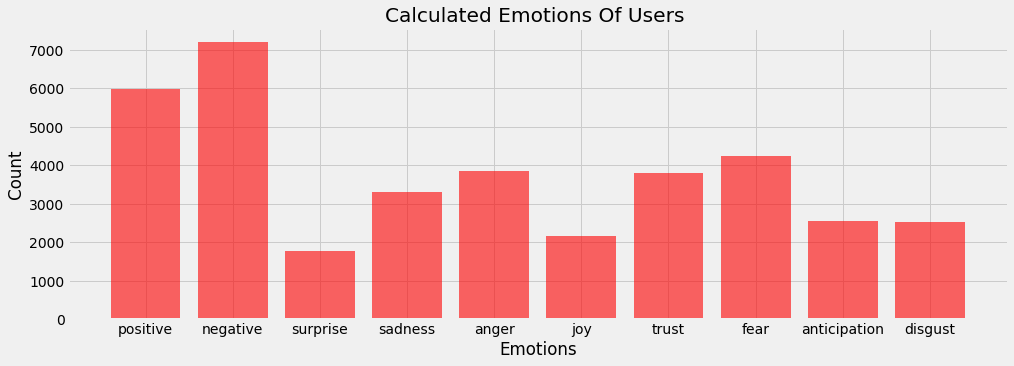 Calculated Emotions Of Users
7000
6000
5000
4000
3000
2000
1000
0
Count
positive negative surprise sadness anger joy trust fear anticipation disgust
Emotions